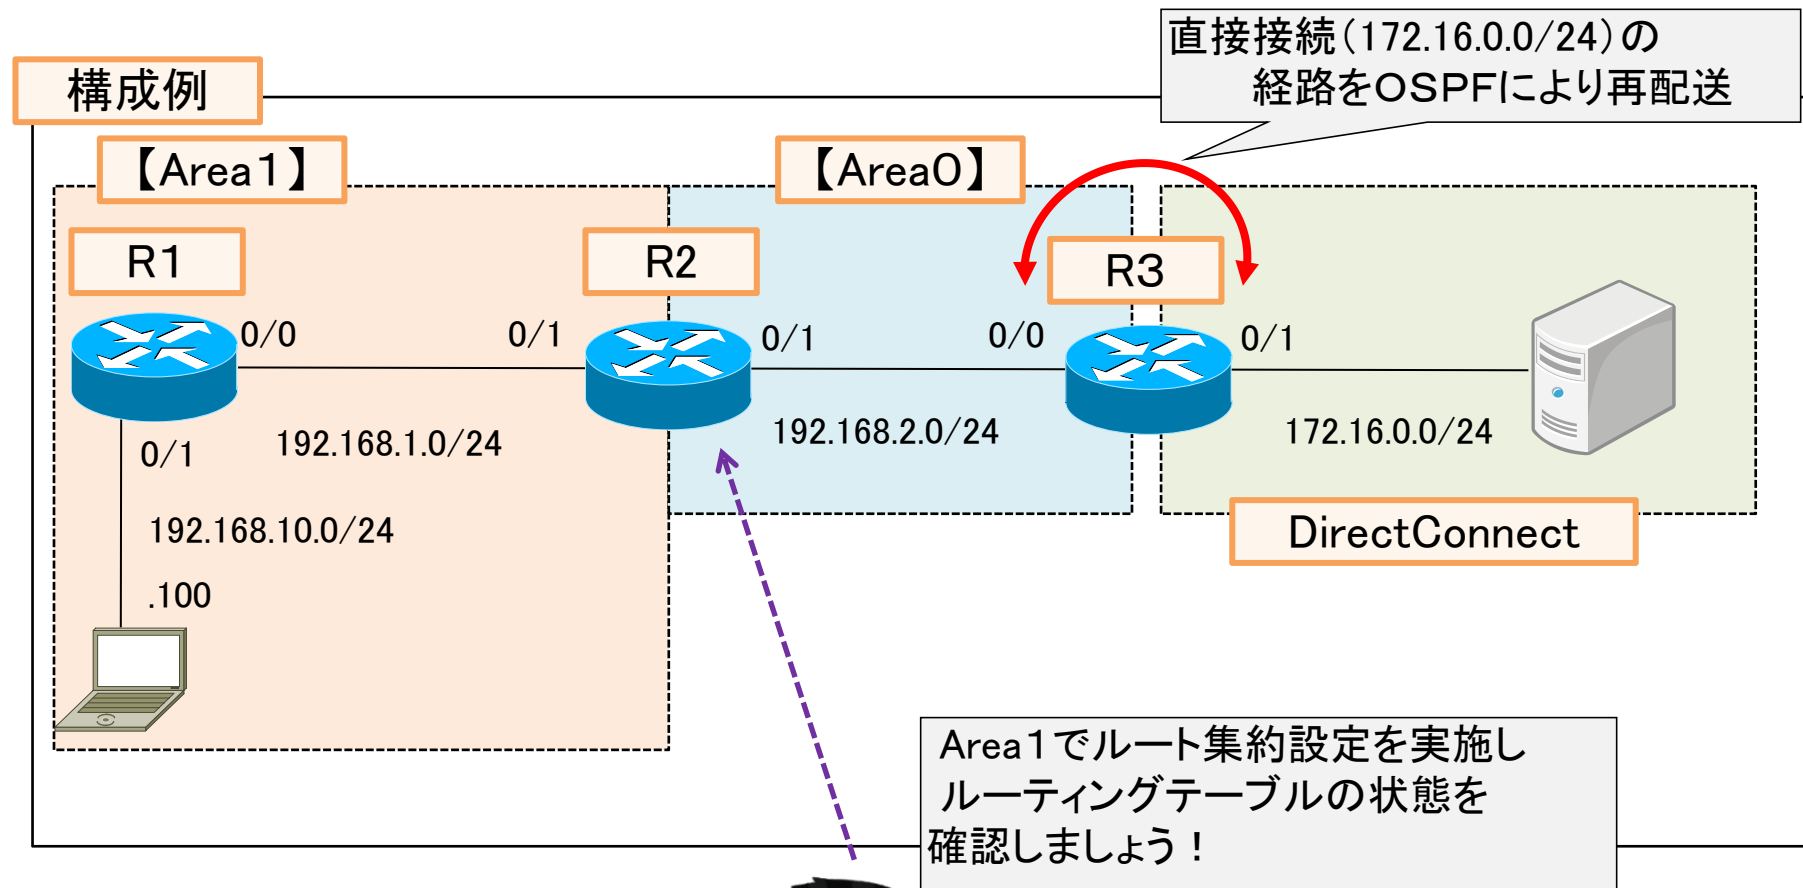 直接接続（172.16.0.0/24）の
経路をＯＳＰＦにより再配送
構成例
【Area１】
【Area０】
R１
R２
R３
0/0
0/1
0/1
0/0
0/1
192.168.1.0/24
192.168.2.0/24
172.16.0.0/24
0/1
192.168.10.0/24
.100
DirectConnect
Area１でルート集約設定を実施し
ルーティングテーブルの状態を
確認しましょう！